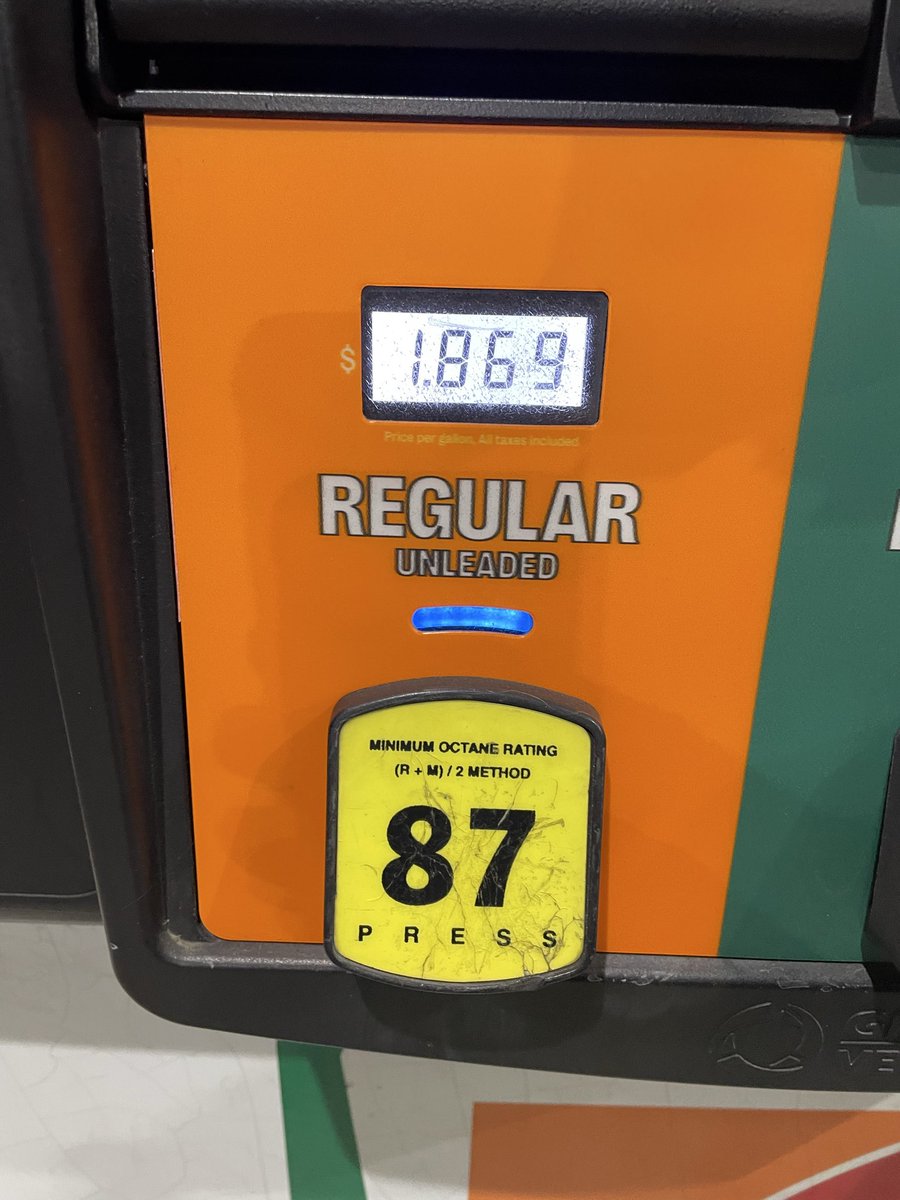 $ 1.869
Price per gallon. All taxes included.
REGULAR
UNLEADED
MINIMUM OCTANE RATING
(R + M) / 2 METHOD
87
PRESS